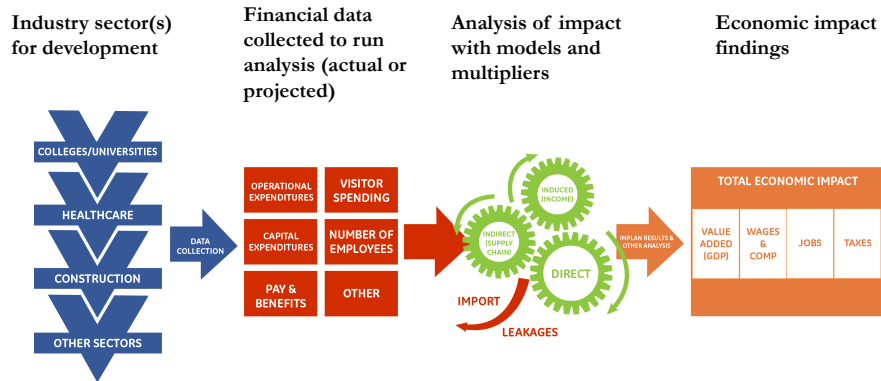 Industry sector(s)
for development
Financial data
collected to run
analysis (actual or
projected)
Analysis of impact
with models and
multipliers
Economic impact
findings
COLLEGES/UNIVERSITIES
HEALTHCARE
CONSTRUCTION
OTHER SECTORS
DATA
COLLECTION
OPERATIONAL
EXPENDITURES
VISITOR
SPENDING
CAPITAL
EXPENDITURES
NUMBER OF
EMPLOYEES
PAY &
BENEFITS
OTHER
INDUCED
(INCOME)
INDIRECT
(SUPPLY
CHAIN)
DIRECT
IMPORT
LEAKAGES
IMPLAN RESULTS &
OTHER ANALYSIS
TOTAL ECONOMIC IMPACT
VALUE
ADDED
(GDP)
WAGES
&
COMP
JOBS
TAXES